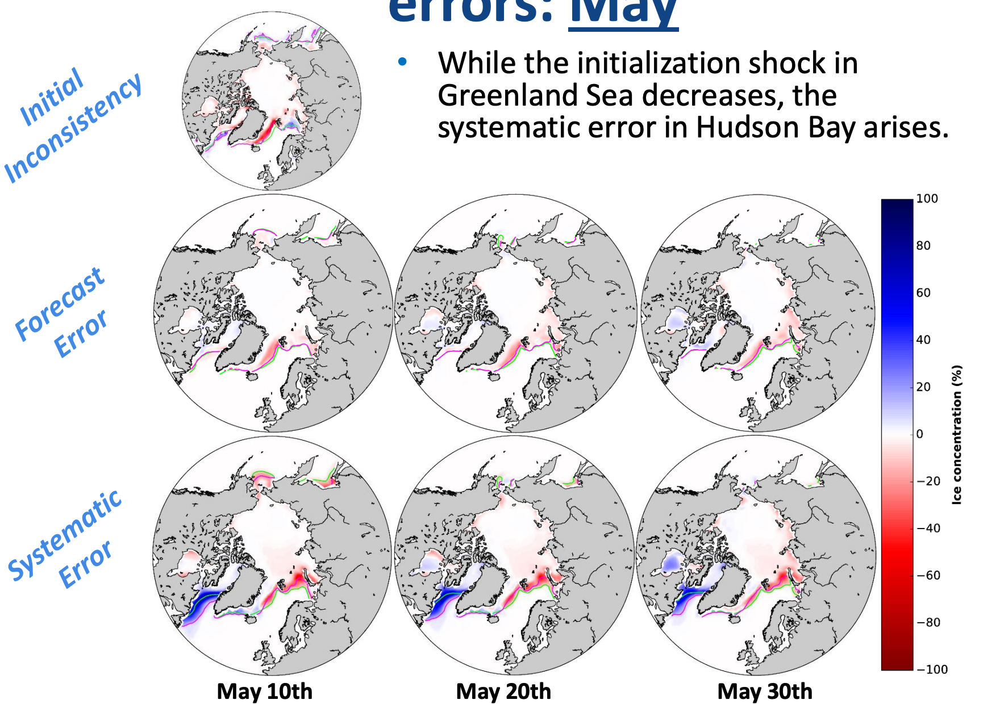 errors: May
• While the initialization shock in
Greenland Sea decreases, the
systematic error in Hudson Bay arises.
Initial
Inconsistency
Forecast
Error
Systematic
Error
100
80
60
40
20
0
−20
−40
−60
−80
−100
Ice concentration (%)
May 10th
May 20th
May 30th